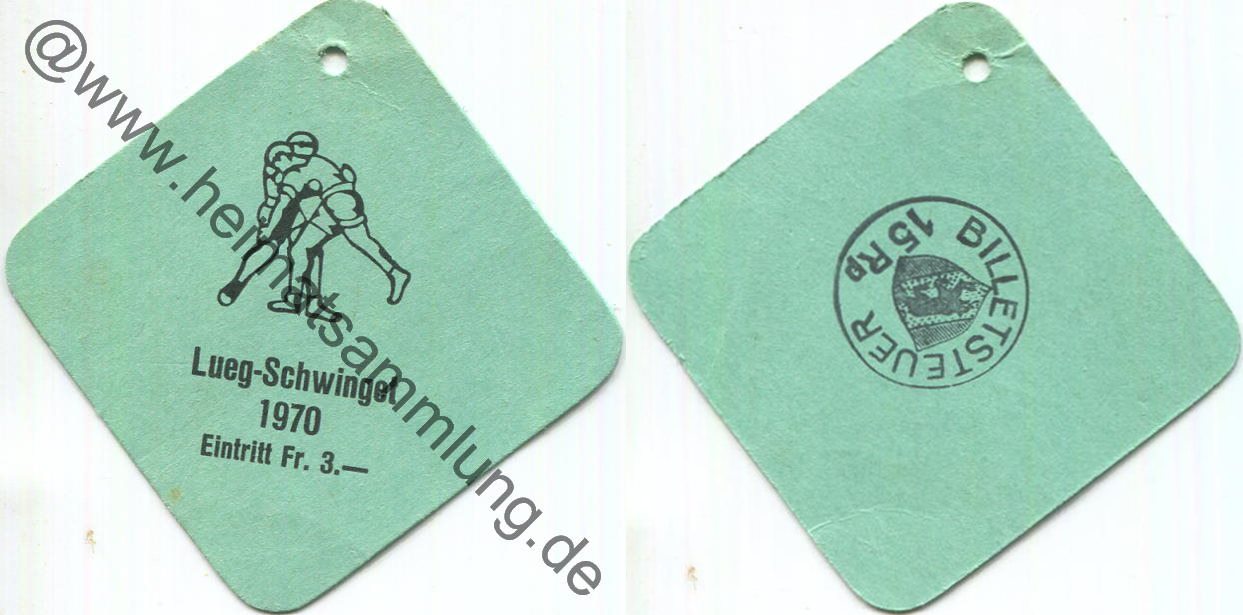 @www.heimatsammlung.de
Lueg-Schwinget
1970
Eintritt Fr. 3.—
BILLETSTEUER
15 Rp